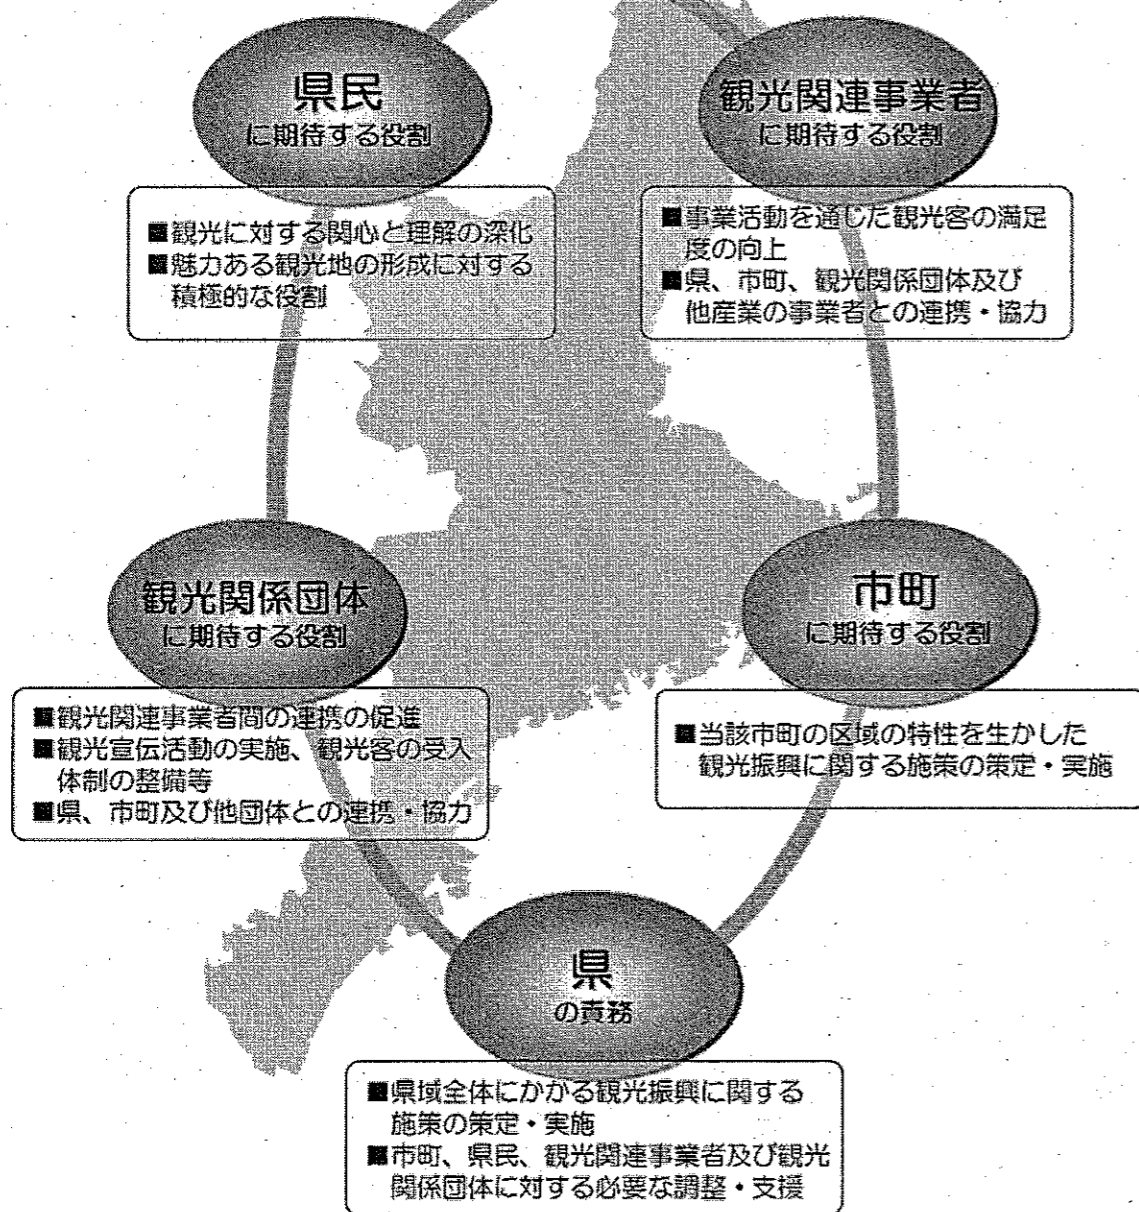 県民
に期待する役割
■観光に対する関心と理解の深化
■魅力ある観光地の形成に対する
積極的な役割
観光関連事業者
に期待する役割
■事業活動を通じた観光客の満足
度の向上
■県、市町、観光関係団体及び
他産業の事業者との連携・協力
観光関係団体
に期待する役割
■観光関連事業者間の連携の促進
■観光宣伝活動の実施、観光客の受入
体制の整備等
■県、市町及び他団体との連携・協力
市町
に期待する役割
■当該市町の区域の特性を生かした
観光振興に関する施策の策定・実施
県
の責務
■県域全体にかかる観光振興に関する
施策の策定・実施
■市町、県民、観光関連事業者及び観光
関係団体に対する必要な調整・支援